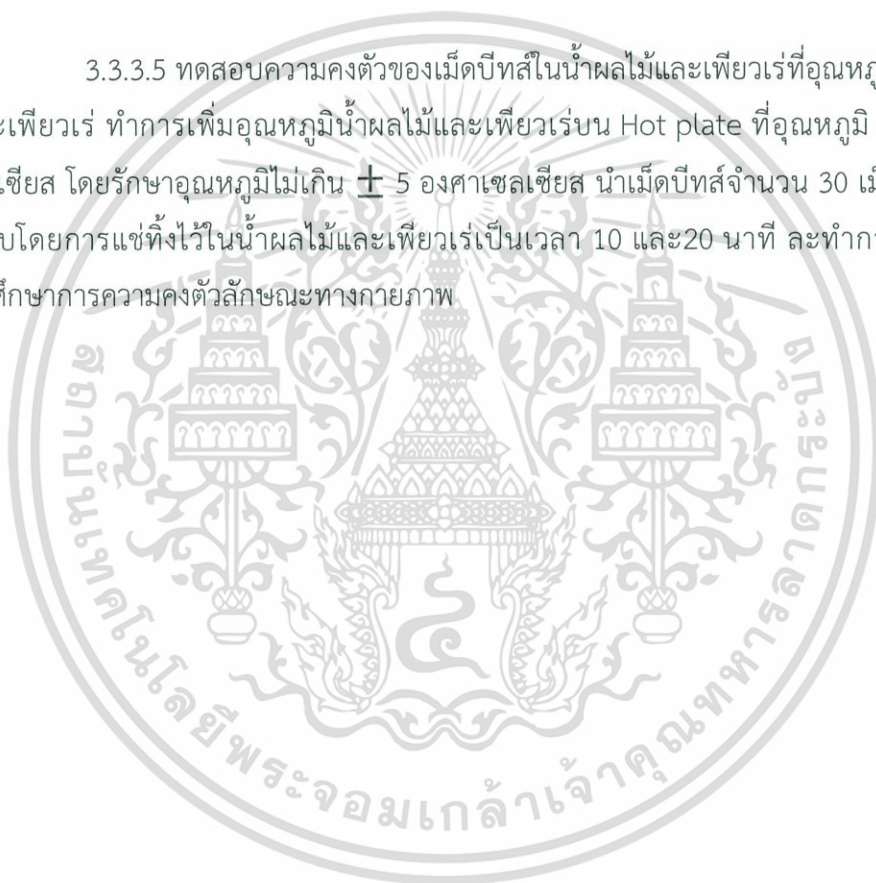 3.3.3.5 ทดสอบความคงตัวของเม็ดบีทส์ในน้ำผลไม้และเพียวเร่ที่อุณหภู
ะเพียวเร่ ทำการเพิ่มอุณหภูมิน้ำผลไม้และเพียวเร่บน Hot plate ที่อุณหภูมิ
เซียส โดยรักษาอุณหภูมิไม่เกิน ± 5 องศาเซลเซียส นำเม็ดบีทส์จำนวน 30 เม็
บโดยการแช่ทิ้งไว้ในน้ำผลไม้และเพียวเร่เป็นเวลา 10 และ20 นาที ละทำกา
ศึกษาการความคงตัวลักษณะทางกายภาพ
สถาบันเทคโนโลยีพระจอมเกล้าเจ้าคุณทหารลาดกระบัง